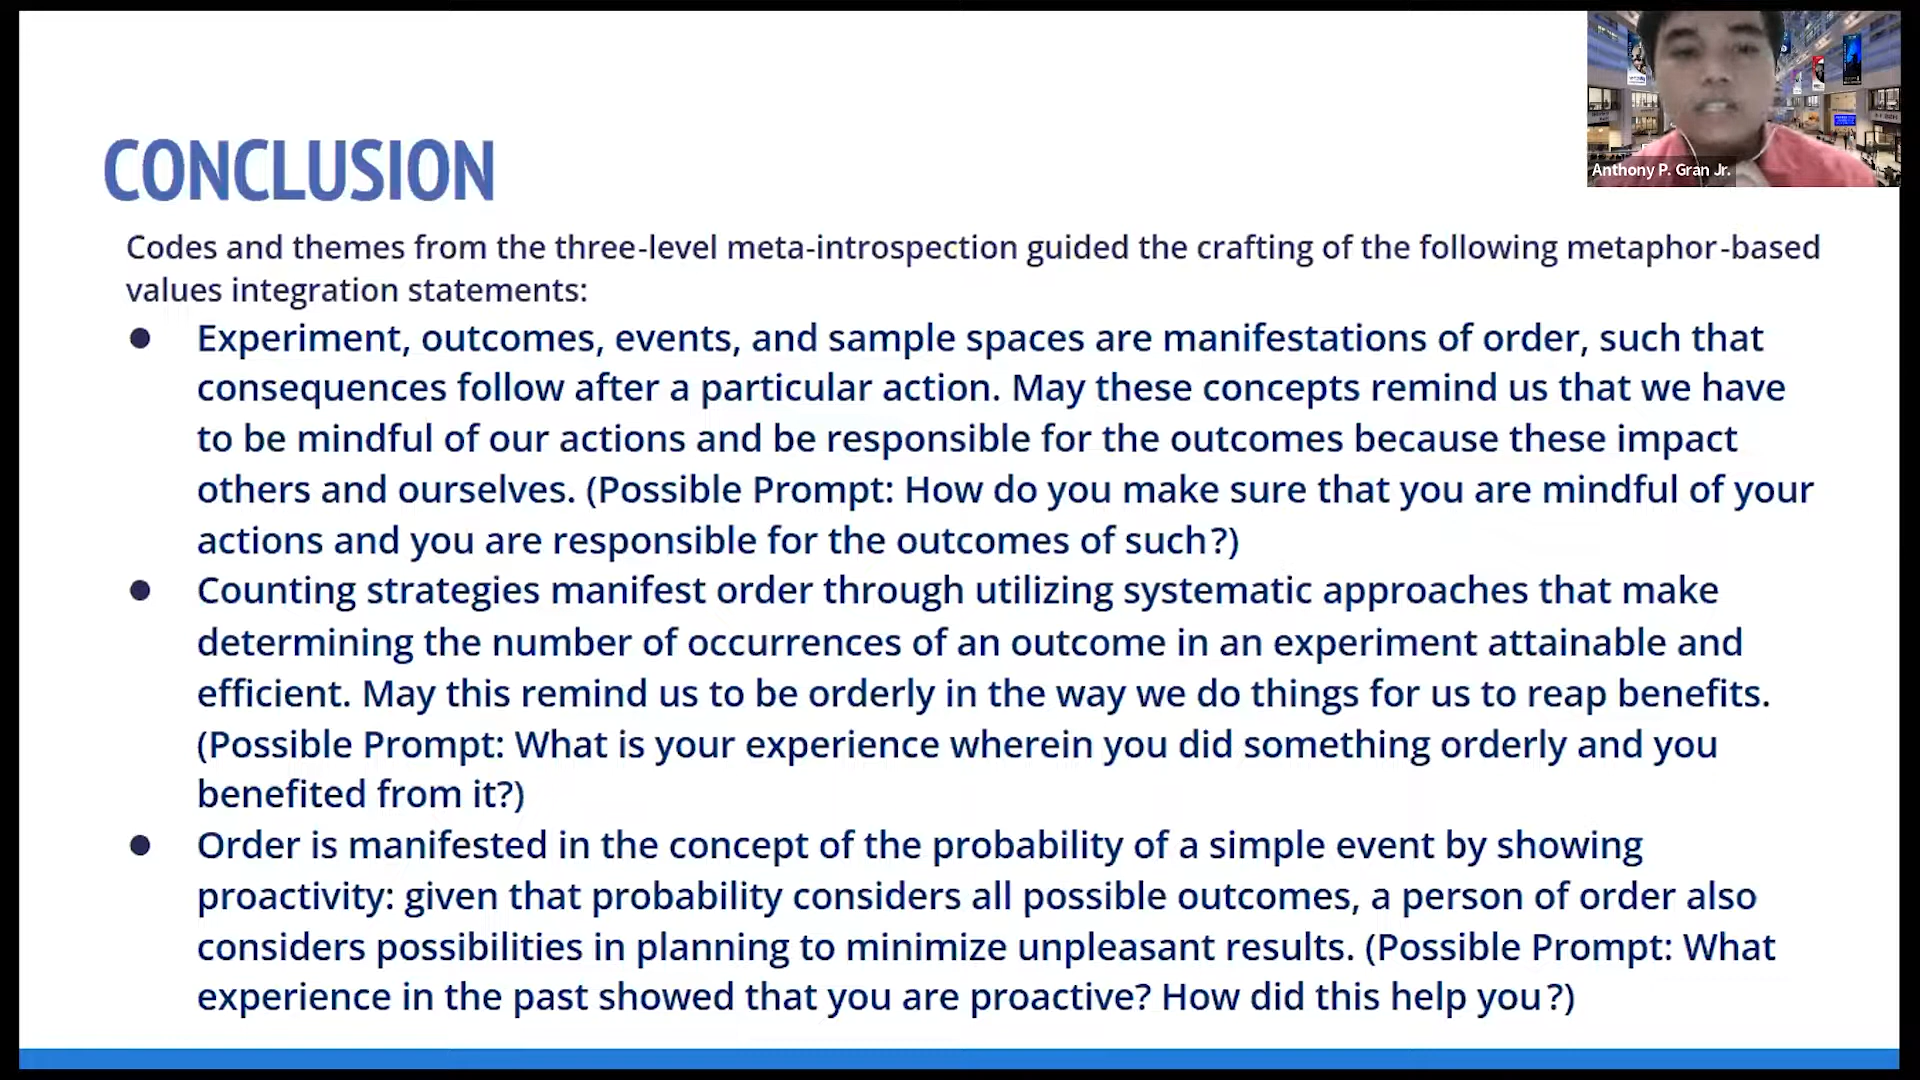 CONCLUSION
Anthony P. Gran Jr.
Codes and themes from the three-level meta-introspection guided the crafting of the following metaphor-based
values integration statements:
● Experiment, outcomes, events, and sample spaces are manifestations of order, such that
consequences follow after a particular action. May these concepts remind us that we have
to be mindful of our actions and be responsible for the outcomes because these impact
others and ourselves. (Possible Prompt: How do you make sure that you are mindful of your
actions and you are responsible for the outcomes of such?)
● Counting strategies manifest order through utilizing systematic approaches that make
determining the number of occurrences of an outcome in an experiment attainable and
efficient. May this remind us to be orderly in the way we do things for us to reap benefits.
(Possible Prompt: What is your experience wherein you did something orderly and you
benefited from it?)
● Order is manifested in the concept of the probability of a simple event by showing
proactivity: given that probability considers all possible outcomes, a person of order also
considers possibilities in planning to minimize unpleasant results. (Possible Prompt: What
experience in the past showed that you are proactive? How did this help you?)